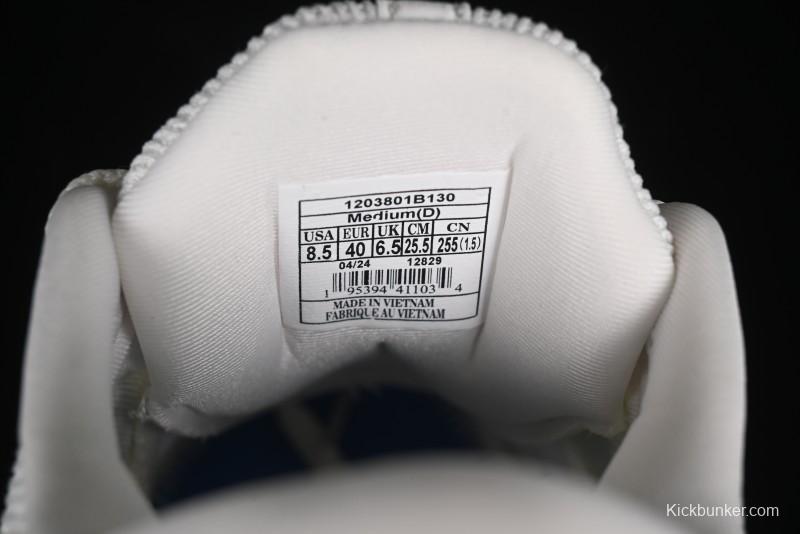 1203801B130
Medium(D)
USA EUR UK CM CN
8.5 40 6.5 25.5 255(1.5)
04/24 12829
1 95394 41103 4
MADE IN VIETNAM
FABRIQUE AU VIETNAM
Kickbunker.com